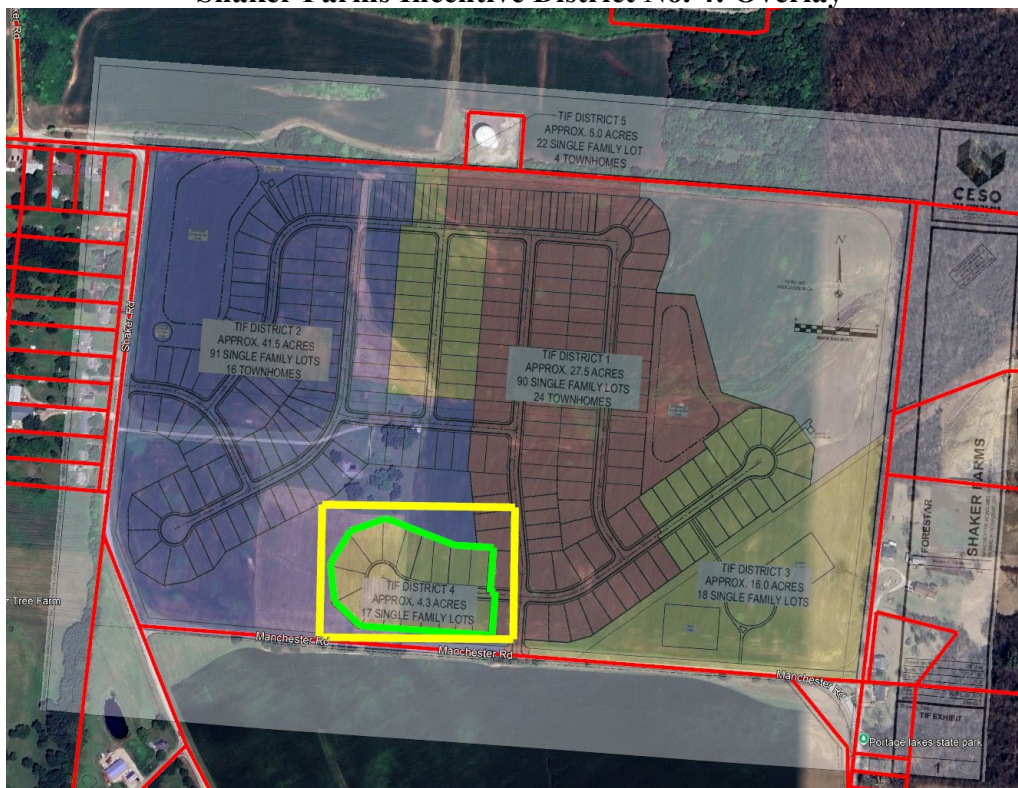 Shaker Farms Incentive District No. 4: Overlay
TIF DISTRICT 5
APPROX. 5.0 ACRES
22 SINGLE FAMILY LOT
4 TOWNHOMES
CESO
N
Shaker Rd
TIF DISTRICT 2
APPROX. 41.5 ACRES
91 SINGLE FAMILY LOTS
16 TOWNHOMES
TIF DISTRICT 1
APPROX. 27.5 ACRES
90 SINGLE FAMILY LOTS
24 TOWNHOMES
FORESTAR
SHAKER FARMS
TIF DISTRICT 3
APPROX. 16.0 ACRES
18 SINGLE FAMILY LOTS
TIF DISTRICT 4
APPROX. 4.3 ACRES
17 SINGLE FAMILY LOTS
z Tree Farm
Manchester Rd
Manchester Rd
Manchester Rd
TIF EXHIBIT
Portage lakes state park
1